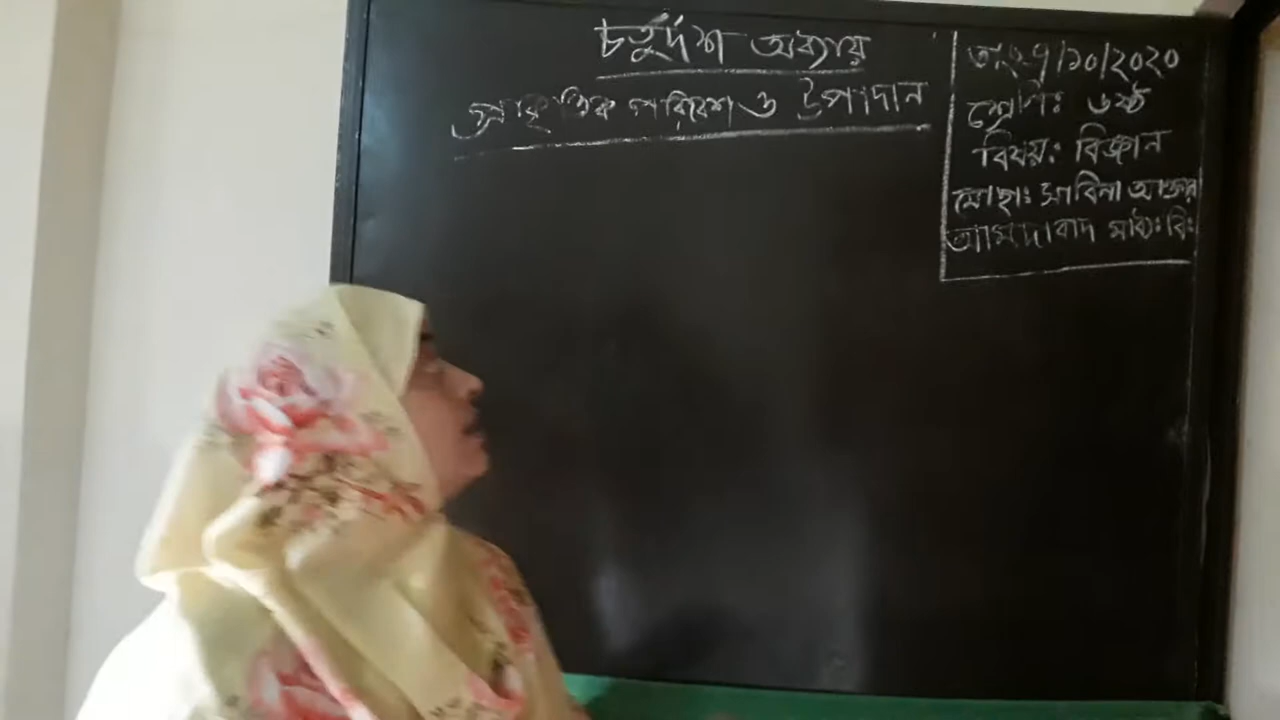 চতুর্দশ অধ্যায়
প্রাকৃতিক পরিবেশ ও উপাদান
তাং২৭/১০/২০২০
শ্রেণিঃ ৬ষ্ঠ
বিষয়ঃ বিজ্ঞান
মোছাঃ সাবিনা আক্তার
আমদাবাদ মাধ্যঃ বিঃ